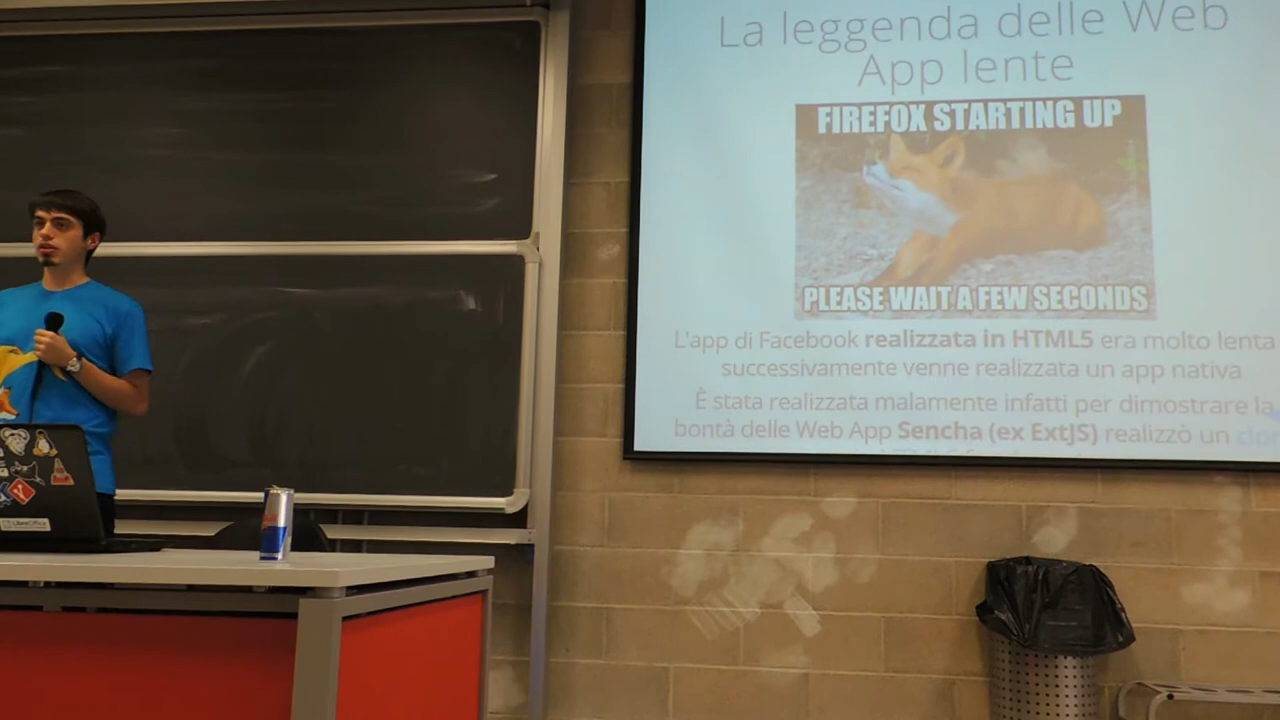 La leggenda delle Web
App lente
FIREFOX STARTING UP
PLEASE WAIT A FEW SECONDS
L'app di Facebook realizzata in HTML5 era molto lenta
successivamente venne realizzata un app nativa
È stata realizzata malamente infatti per dimostrare la
bontà delle Web App Sencha (ex ExtJS) realizzò un
LibreOffice